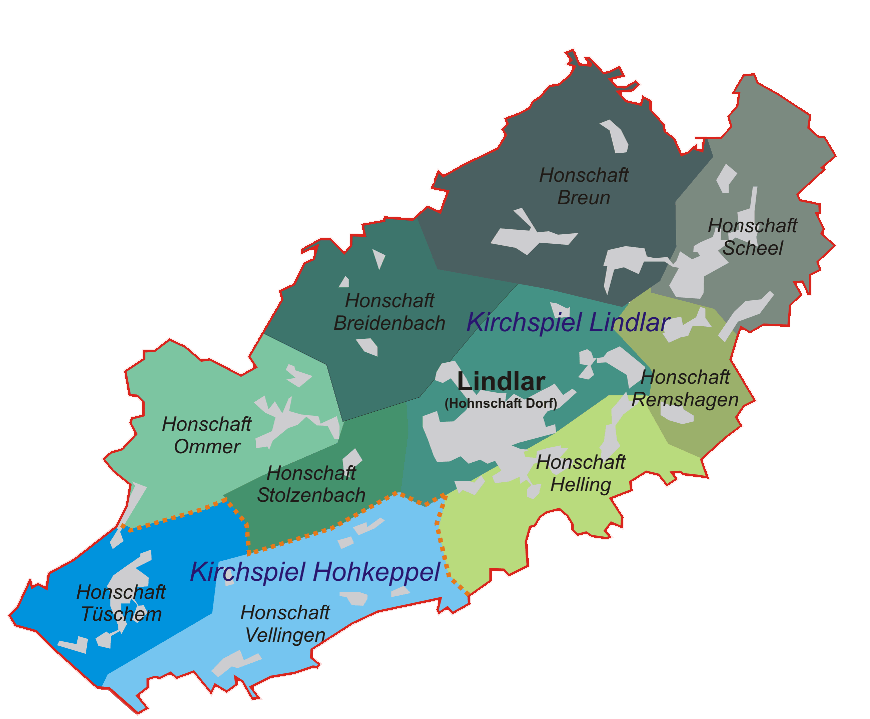 Honschaft
Breun
Honschaft
Scheel
Honschaft
Breidenbach
Kirchspiel Lindlar
Lindlar
(Hohnschaft Dorf)
Honschaft
Remshagen
Honschaft
Ommer
Honschaft
Stolzenbach
Honschaft
Helling
Kirchspiel Hohkeppel
Honschaft
Tüschem
Honschaft
Vellingen